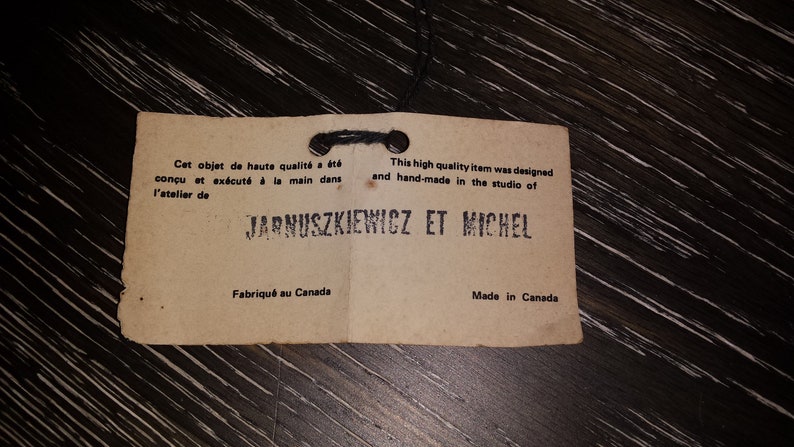 Cet objet de haute qualité a été
conçu et exécuté à la main dans
l'atelier de
This high quality item was designed
and hand-made in the studio of
JARNUSZKIEWICZ ET MICHEL
Fabriqué au Canada
Made in Canada